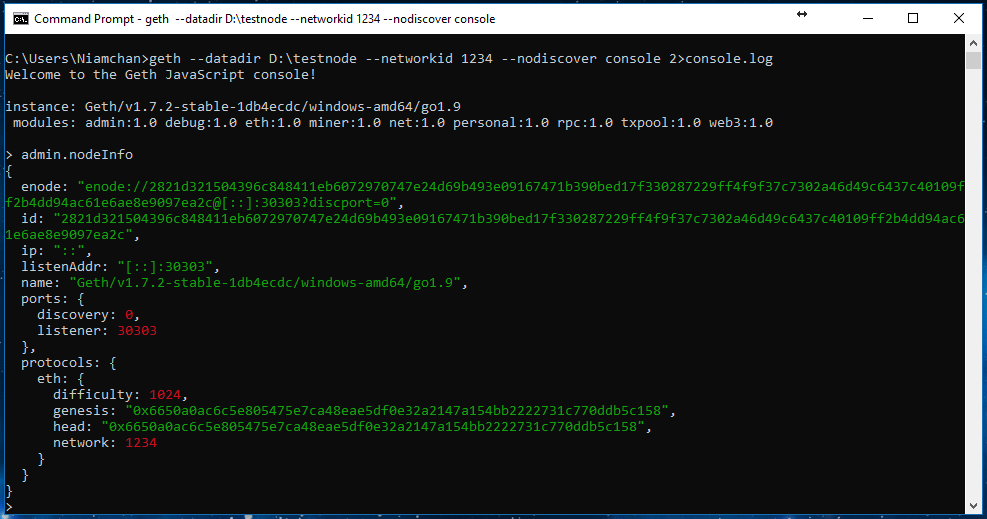 Command Prompt - geth  --datadir D:\testnode --networkid 1234 --nodiscover console
C:\Users\Niamchan>geth --datadir D:\testnode --networkid 1234 --nodiscover console 2>console.log
Welcome to the Geth JavaScript console!
instance: Geth/v1.7.2-stable-1db4ecdc/windows-amd64/go1.9
 modules: admin:1.0 debug:1.0 eth:1.0 miner:1.0 net:1.0 personal:1.0 rpc:1.0 txpool:1.0 web3:1.0
> admin.nodeInfo
{
  enode: "enode://2821d321504396c848411eb6072970747e24d69b493e09167471b390bed17f330287229ff4f9f37c7302a46d49c6437c40109f
f2b4dd94ac61e6ae8e9097ea2c@[::]:30303?discport=0",
  id: "2821d321504396c848411eb6072970747e24d69b493e09167471b390bed17f330287229ff4f9f37c7302a46d49c6437c40109ff2b4dd94ac6
1e6ae8e9097ea2c",
  ip: "::",
  listenAddr: "[::]:30303",
  name: "Geth/v1.7.2-stable-1db4ecdc/windows-amd64/go1.9",
  ports: {
    discovery: 0,
    listener: 30303
  },
  protocols: {
    eth: {
      difficulty: 1024,
      genesis: "0x6650a0ac6c5e805475e7ca48eae5df0e32a2147a154bb2222731c770ddb5c158",
      head: "0x6650a0ac6c5e805475e7ca48eae5df0e32a2147a154bb2222731c770ddb5c158",
      network: 1234
    }
  }
}
>